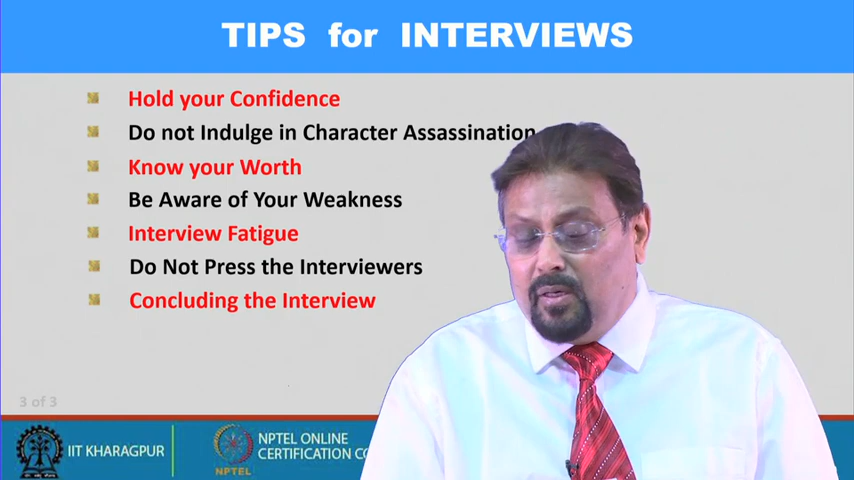 TIPS for INTERVIEWS
Hold your Confidence
Do not Indulge in Character Assassination
Know your Worth
Be Aware of Your Weakness
Interview Fatigue
Do Not Press the Interviewers
Concluding the Interview
3 of 3
IIT KHARAGPUR
NPTEL ONLINE
CERTIFICATION
NPTEL